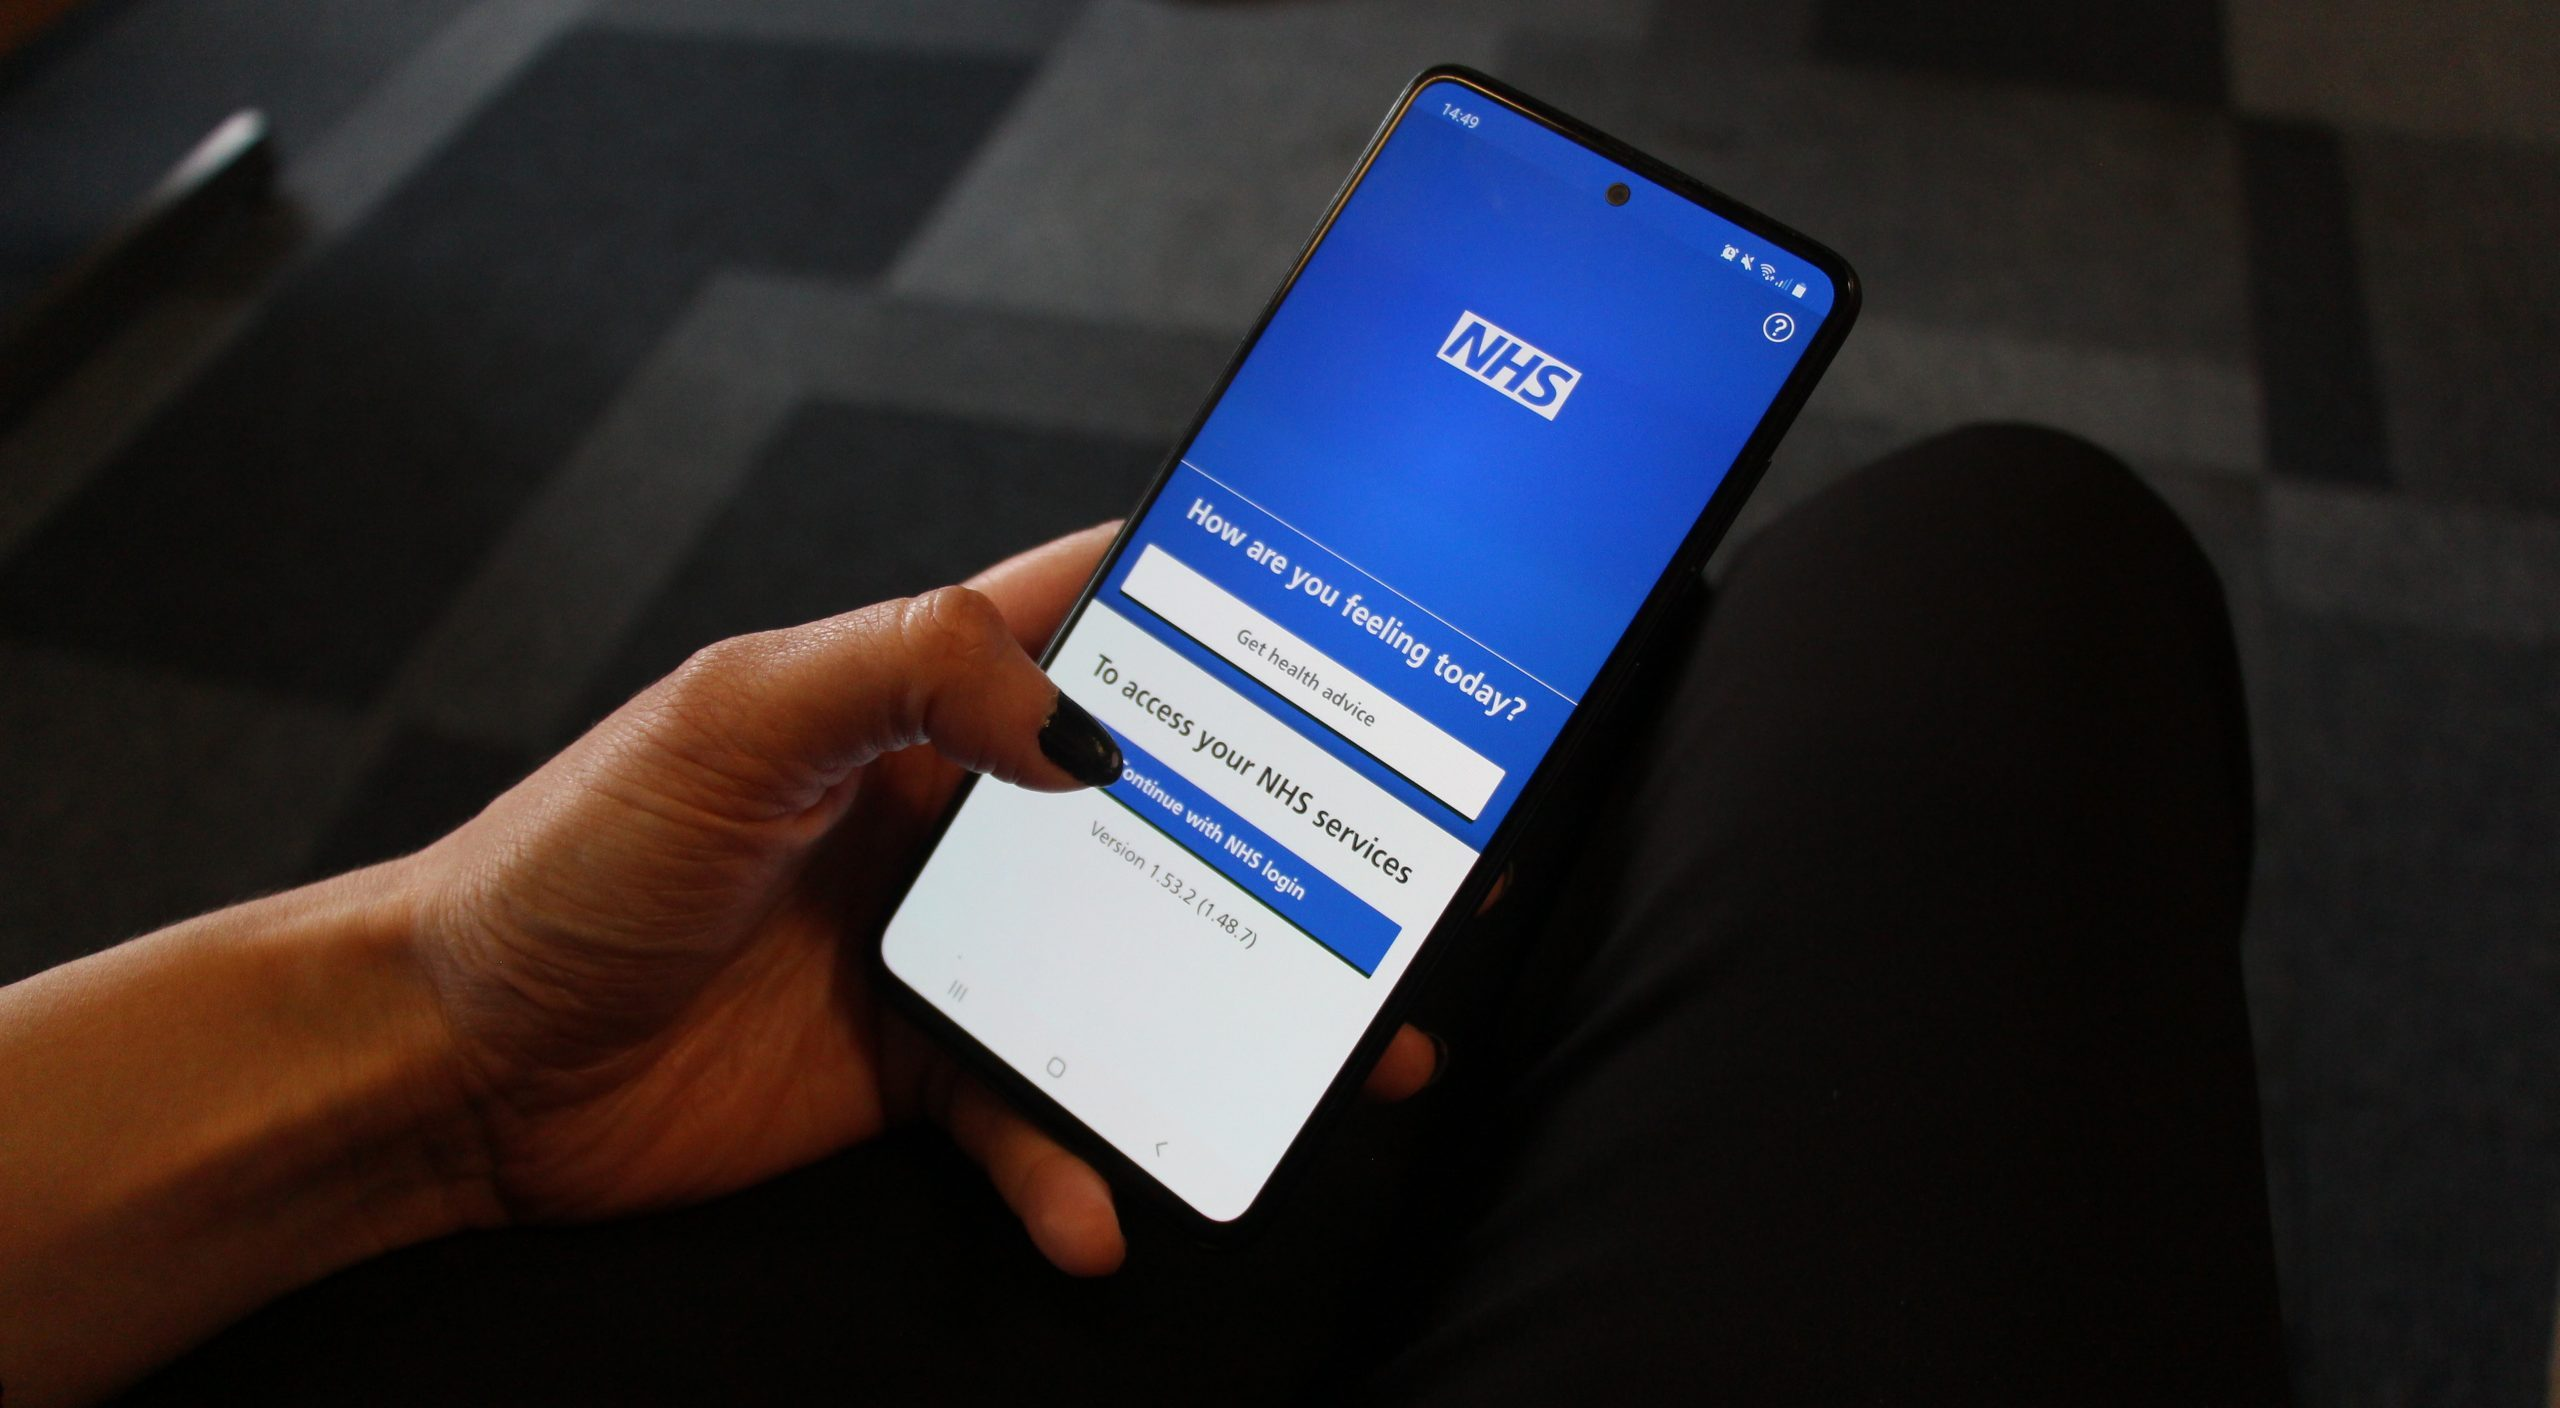 14:49
NHS
How are you feeling today?
Get health advice
To access your NHS services
Continue with NHS login
Version 1.53.2 (1.48.7)